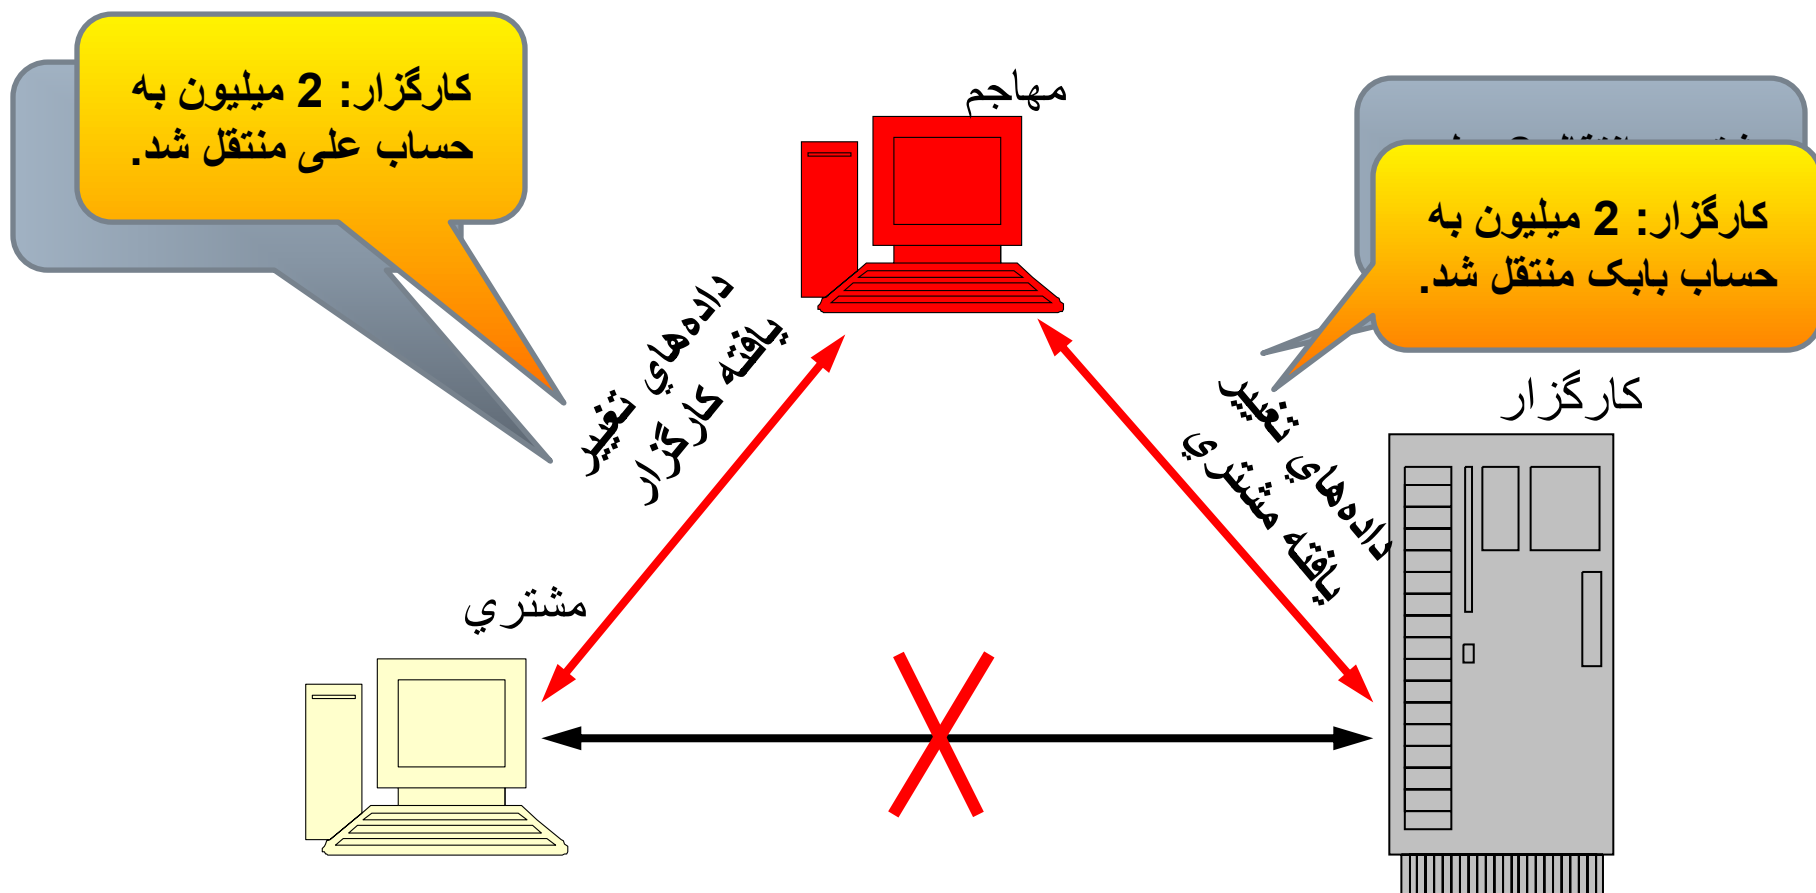 کارگزار: 2 میلیون به
حساب علی منتقل شد.
مهاجم
کارگزار: 2 میلیون به
حساب بابک منتقل شد.
داده‌هاي تغيير
يافته کارگزار
داده‌هاي تغيير
يافته مشتري
کارگزار
مشتري